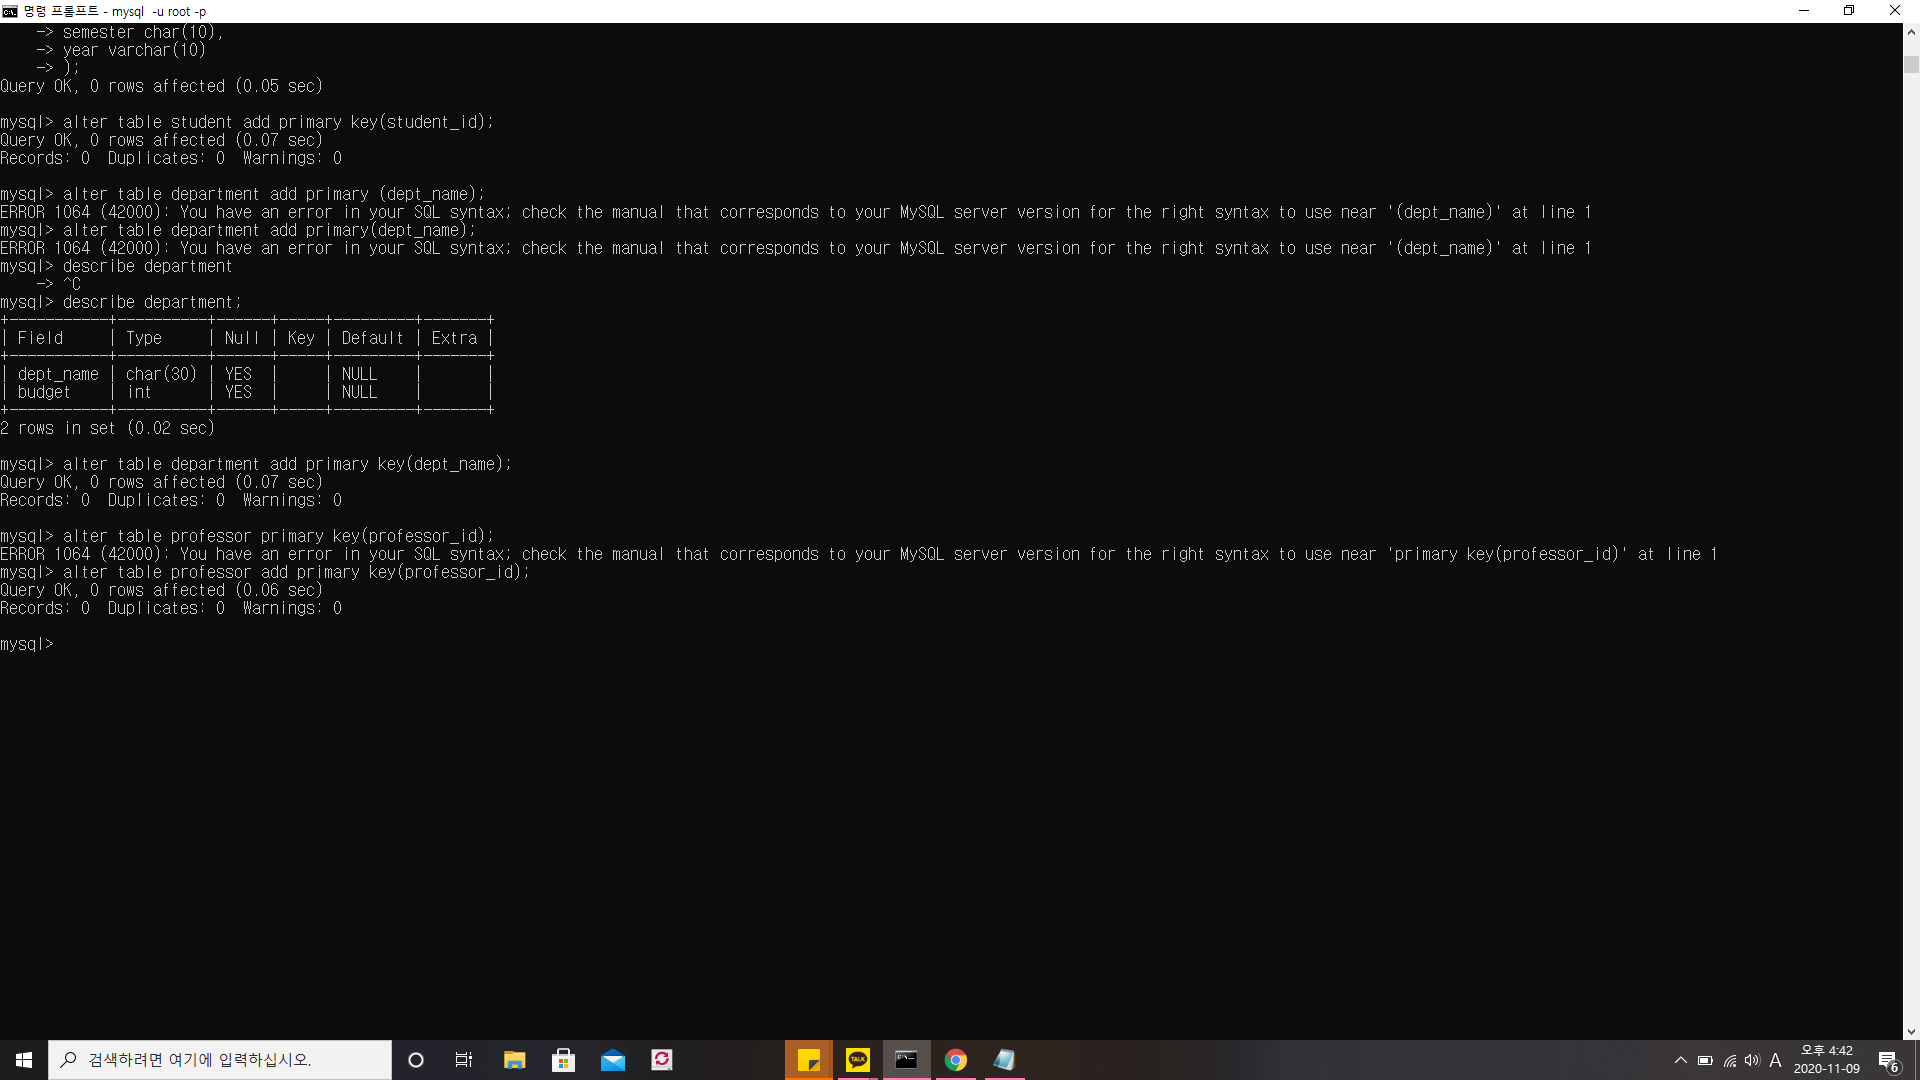 명령 프롬프트 - mysql  -u root -p
    -> semester char(10),
    -> year varchar(10)
    -> );
Query OK, 0 rows affected (0.05 sec)
mysql> alter table student add primary key(student_id);
Query OK, 0 rows affected (0.07 sec)
Records: 0  Duplicates: 0  Warnings: 0
mysql> alter table department add primary (dept_name);
ERROR 1064 (42000): You have an error in your SQL syntax; check the manual that corresponds to your MySQL server version for the right syntax to use near '(dept_name)' at line 1
mysql> alter table department add primary(dept_name);
ERROR 1064 (42000): You have an error in your SQL syntax; check the manual that corresponds to your MySQL server version for the right syntax to use near '(dept_name)' at line 1
mysql> describe department
    -> ^C
mysql> describe department;
+-----------+----------+------+-----+---------+-------+
| Field     | Type     | Null | Key | Default | Extra |
+-----------+----------+------+-----+---------+-------+
| dept_name | char(30) | YES  |     | NULL    |       |
| budget    | int      | YES  |     | NULL    |       |
+-----------+----------+------+-----+---------+-------+
2 rows in set (0.02 sec)
mysql> alter table department add primary key(dept_name);
Query OK, 0 rows affected (0.07 sec)
Records: 0  Duplicates: 0  Warnings: 0
mysql> alter table professor primary key(professor_id);
ERROR 1064 (42000): You have an error in your SQL syntax; check the manual that corresponds to your MySQL server version for the right syntax to use near 'primary key(professor_id)' at line 1
mysql> alter table professor add primary key(professor_id);
Query OK, 0 rows affected (0.06 sec)
Records: 0  Duplicates: 0  Warnings: 0
mysql>
검색하려면 여기에 입력하십시오.
TALK
A
오후 4:42
2020-11-09
6